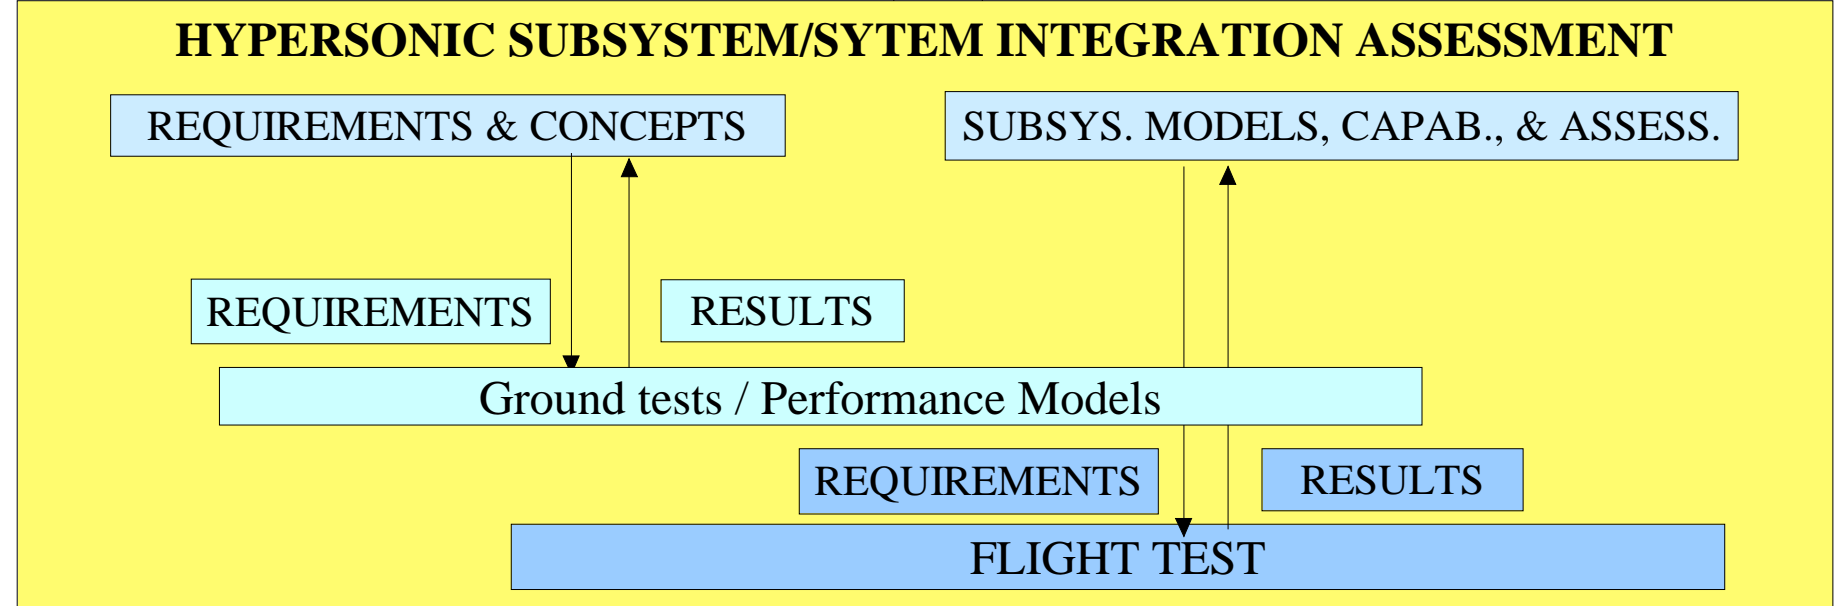 HYPERSONIC SUBSYSTEM/SYTEM INTEGRATION ASSESSMENT
REQUIREMENTS & CONCEPTS
SUBSYS. MODELS, CAPAB., & ASSESS.
REQUIREMENTS
RESULTS
Ground tests / Performance Models
REQUIREMENTS
RESULTS
FLIGHT TEST